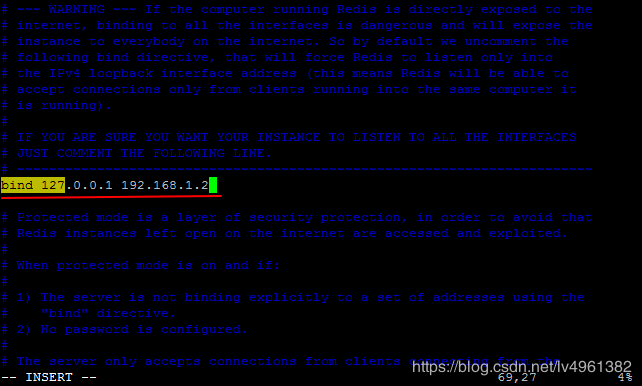 # --- WARNING --- If the computer running Redis is directly exposed to the
# internet, binding to all the interfaces is dangerous and will expose the
# instance to everybody on the internet. So by default we uncomment the
# following bind directive, that will force Redis to listen only into
# the IPv4 loopback interface address (this means Redis will be able to
# accept connections only from clients running into the same computer it
# is running).
#
# IF YOU ARE SURE YOU WANT YOUR INSTANCE TO LISTEN TO ALL THE INTERFACES
# JUST COMMENT THE FOLLOWING LINE.
# ~~~~~~~~~~~~~~~~~~~~~~~~~~~~~~~~~~~~~~~~~~~~~~~~~~~~~~~~~~~~~~~~~~~~~~~~
bind 127.0.0.1 192.168.1.2
# Protected mode is a layer of security protection, in order to avoid that
# Redis instances left open on the internet are accessed and exploited.
#
# When protected mode is on and if:
#
# 1) The server is not binding explicitly to a set of addresses using the
#    "bind" directive.
# 2) No password is configured.
#
# The server only accepts connections from clients connecting from the
https://blog.csdn.net/lv4961382
-- INSERT -- 69,27 4%